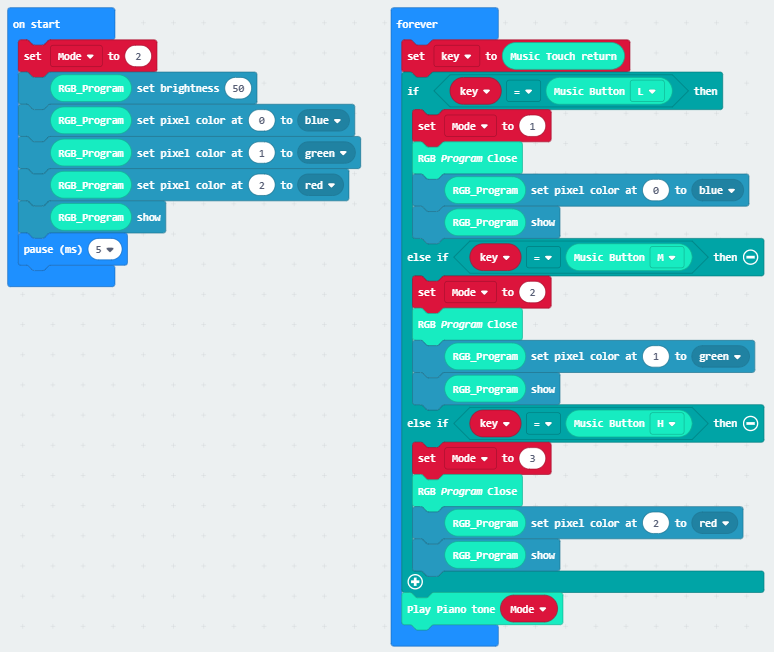 on start
set Mode to 2
RGB_Program set brightness 50
RGB_Program set pixel color at 0 to blue
RGB_Program set pixel color at 1 to green
RGB_Program set pixel color at 2 to red
RGB_Program show
pause (ms) 5
forever
set key to Music Touch return
if key = Music Button L then
set Mode to 1
RGB Program Close
RGB_Program set pixel color at 0 to blue
RGB_Program show
else if key = Music Button M then
set Mode to 2
RGB Program Close
RGB_Program set pixel color at 1 to green
RGB_Program show
else if key = Music Button H then
set Mode to 3
RGB Program Close
RGB_Program set pixel color at 2 to red
RGB_Program show
Play Piano tone Mode